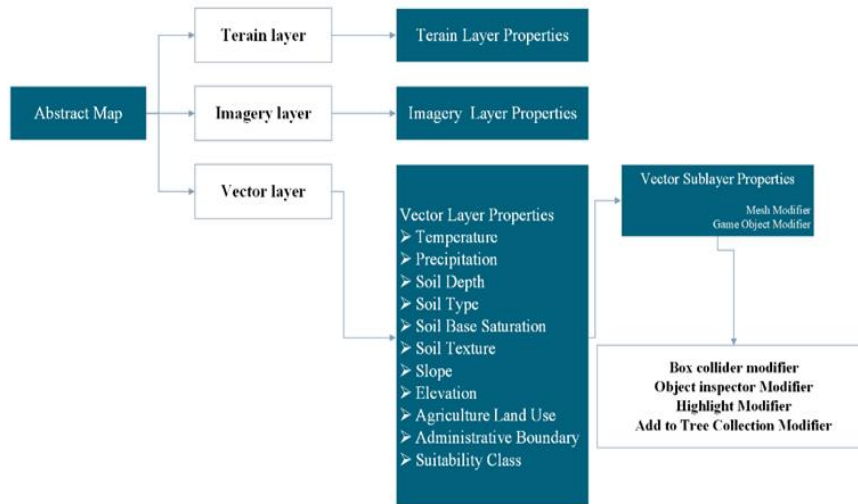 Abstract Map
Terain layer
Terain Layer Properties
Imagery layer
Imagery  Layer Properties
Vector layer
Vector Layer Properties
➢ Temperature
➢ Precipitation
➢ Soil Depth
➢ Soil Type
➢ Soil Base Saturation
➢ Soil Texture
➢ Slope
➢ Elevation
➢ Agriculture Land Use
➢ Administrative Boundary
➢ Suitability Class
Vector Sublayer Properties
Mesh Modifier
Game Object Modifier
Box collider modifier
Object inspector Modifier
Highlight Modifier
Add to Tree Collection Modifier